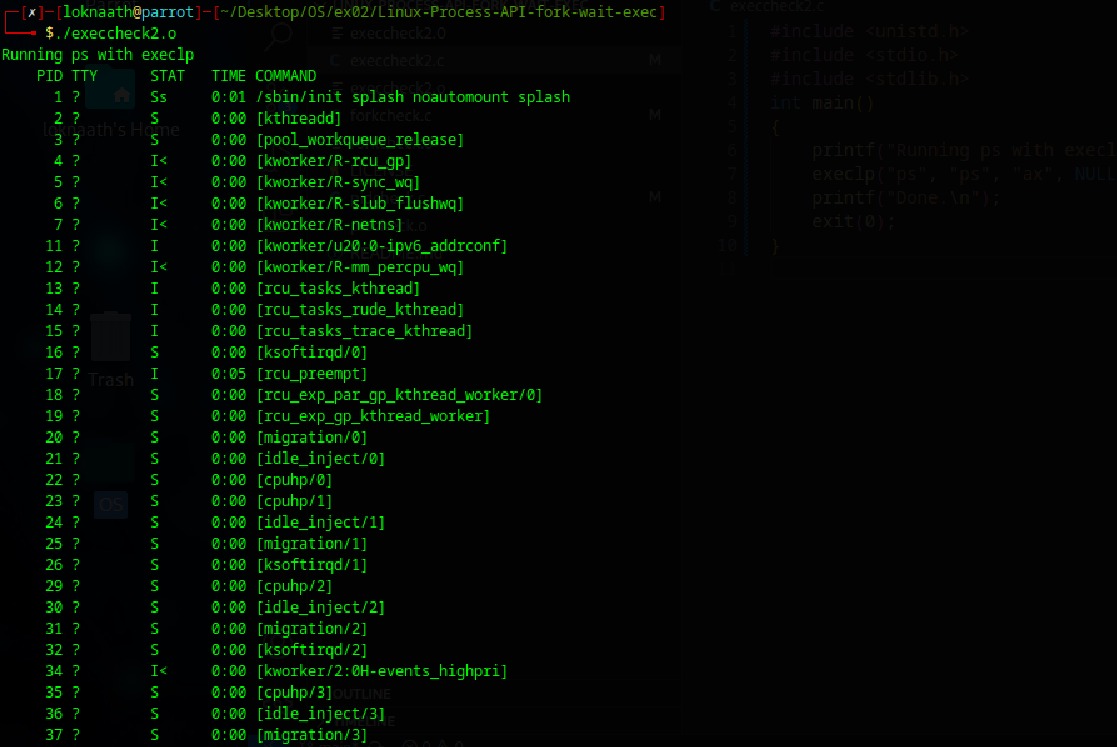 ┌─[✗]─[loknaath@parrot]─[~/Desktop/OS/ex02/Linux-Process-API-fork-wait-exec]
└──╼ $./execcheck2.o
Running ps with execlp
PID TTY STAT TIME COMMAND
1 ? Ss 0:01 /sbin/init splash noautomount splash
2 ? S 0:00 [kthreadd]
3 ? S 0:00 [pool_workqueue_release]
4 ? I< 0:00 [kworker/R-rcu_gp]
5 ? I< 0:00 [kworker/R-sync_wq]
6 ? I< 0:00 [kworker/R-slub_flushwq]
7 ? I< 0:00 [kworker/R-netns]
11 ? I 0:00 [kworker/u20:0-ipv6_addrconf]
12 ? I< 0:00 [kworker/R-mm_percpu_wq]
13 ? I 0:00 [rcu_tasks_kthread]
14 ? I 0:00 [rcu_tasks_rude_kthread]
15 ? I 0:00 [rcu_tasks_trace_kthread]
16 ? S 0:00 [ksoftirqd/0]
17 ? I 0:05 [rcu_preempt]
18 ? S 0:00 [rcu_exp_par_gp_kthread_worker/0]
19 ? S 0:00 [rcu_exp_gp_kthread_worker]
20 ? S 0:00 [migration/0]
21 ? S 0:00 [idle_inject/0]
22 ? S 0:00 [cpuhp/0]
23 ? S 0:00 [cpuhp/1]
24 ? S 0:00 [idle_inject/1]
25 ? S 0:00 [migration/1]
26 ? S 0:00 [ksoftirqd/1]
29 ? S 0:00 [cpuhp/2]
30 ? S 0:00 [idle_inject/2]
31 ? S 0:00 [migration/2]
32 ? S 0:00 [ksoftirqd/2]
34 ? I< 0:00 [kworker/2:0H-events_highpri]
35 ? S 0:00 [cpuhp/3]
36 ? S 0:00 [idle_inject/3]
37 ? S 0:00 [migration/3]
loknaath's Home
Trash
OS
execcheck2.c M
forkcheck.c M
M
OUTLINE
TIMELINE
execcheck2.c
#include <unistd.h>
#include <stdio.h>
#include <stdlib.h>
4 int main()
5 {
6 printf("Running ps with execl
7 execlp("ps", "ps", "ax", NULL
8 printf("Done.\n");
9 exit(0);
10 }